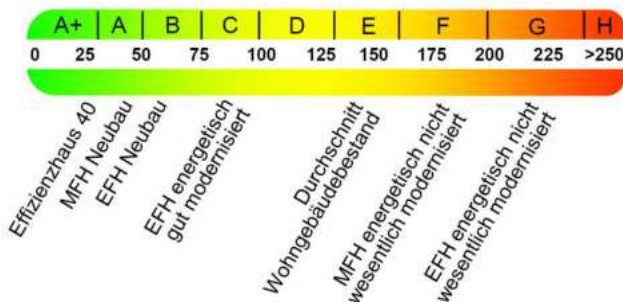 A+ A B C D E F G H
0 25 50 75 100 125 150 175 200 225 >250
Effizienzhaus 40
MFH Neubau
EFH Neubau
EFH energetisch
gut modernisiert
Durchschnitt
Wohngebäudebestand
MFH energetisch nicht
wesentlich modernisiert
EFH energetisch nicht
wesentlich modernisiert